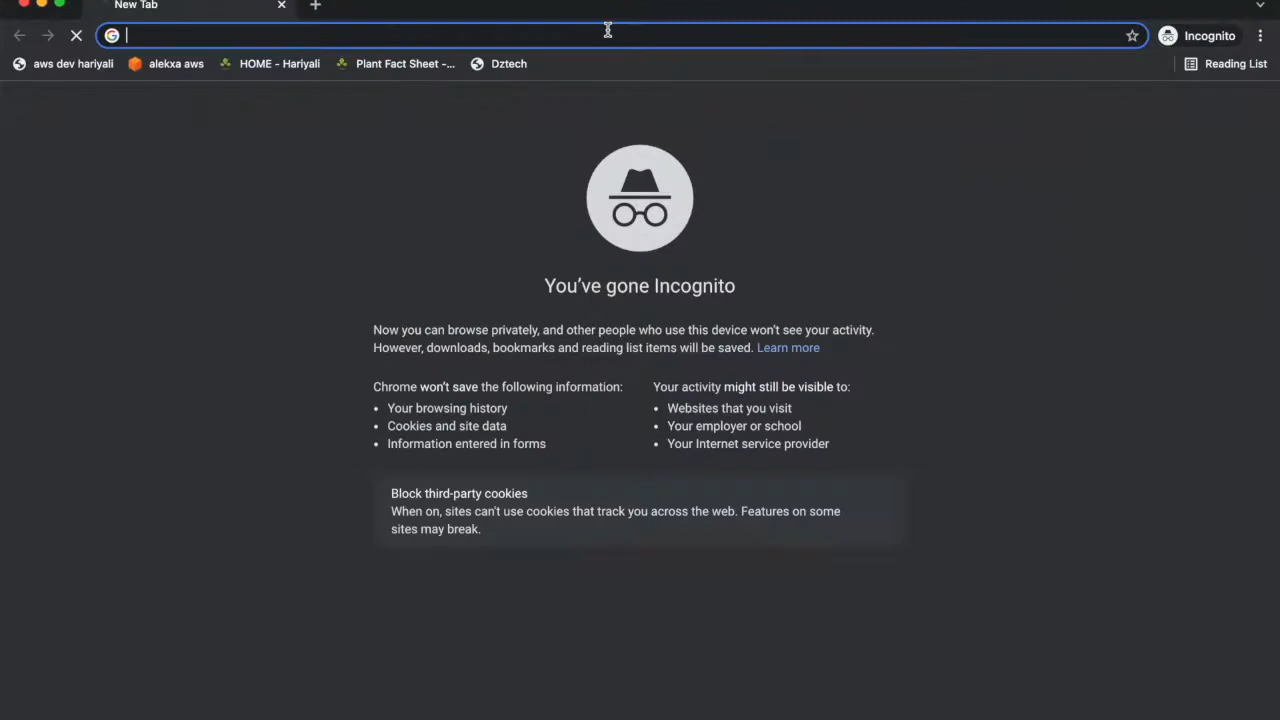 New Tab
Incognito
aws dev hariyali
alekxa aws
HOME - Hariyali
Plant Fact Sheet -...
Dztech
Reading List
You've gone Incognito
Now you can browse privately, and other people who use this device won't see your activity.
However, downloads, bookmarks and reading list items will be saved. Learn more
Chrome won't save the following information:
• Your browsing history
• Cookies and site data
• Information entered in forms
Your activity might still be visible to:
• Websites that you visit
• Your employer or school
• Your Internet service provider
Block third-party cookies
When on, sites can't use cookies that track you across the web. Features on some
sites may break.